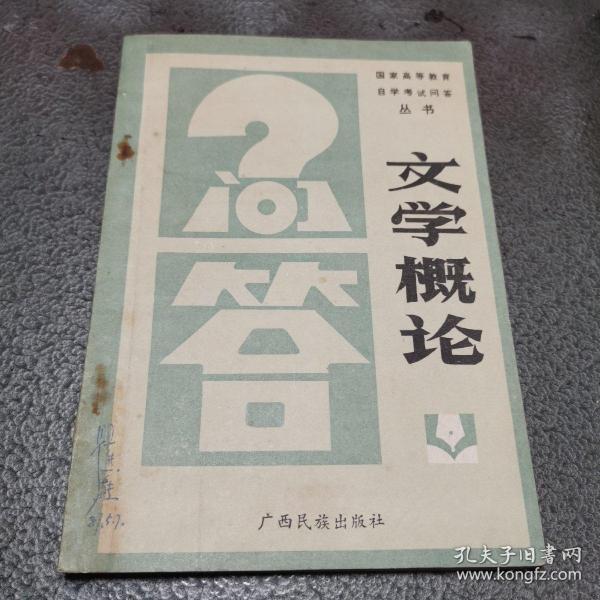 国家高等教育
自学考试问答
丛书
问
答
文学概论
广西民族出版社
孔夫子旧书网
www.kongfz.com